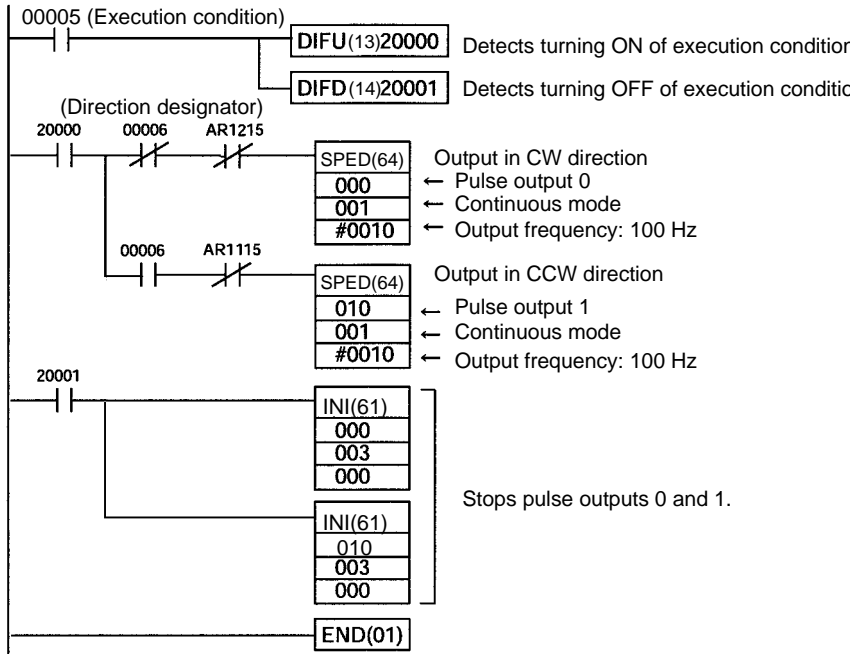 00005 (Execution condition)
DIFU(13)20000
Detects turning ON of execution condition
DIFD(14)20001
Detects turning OFF of execution conditio
(Direction designator)
20000 00006 AR1215
SPED(64)
Output in CW direction
000
← Pulse output 0
001
← Continuous mode
#0010
← Output frequency: 100 Hz
00006 AR1115
SPED(64)
Output in CCW direction
010
← Pulse output 1
001
← Continuous mode
#0010
← Output frequency: 100 Hz
20001
INI(61)
000
003
000
Stops pulse outputs 0 and 1.
INI(61)
010
003
000
END(01)